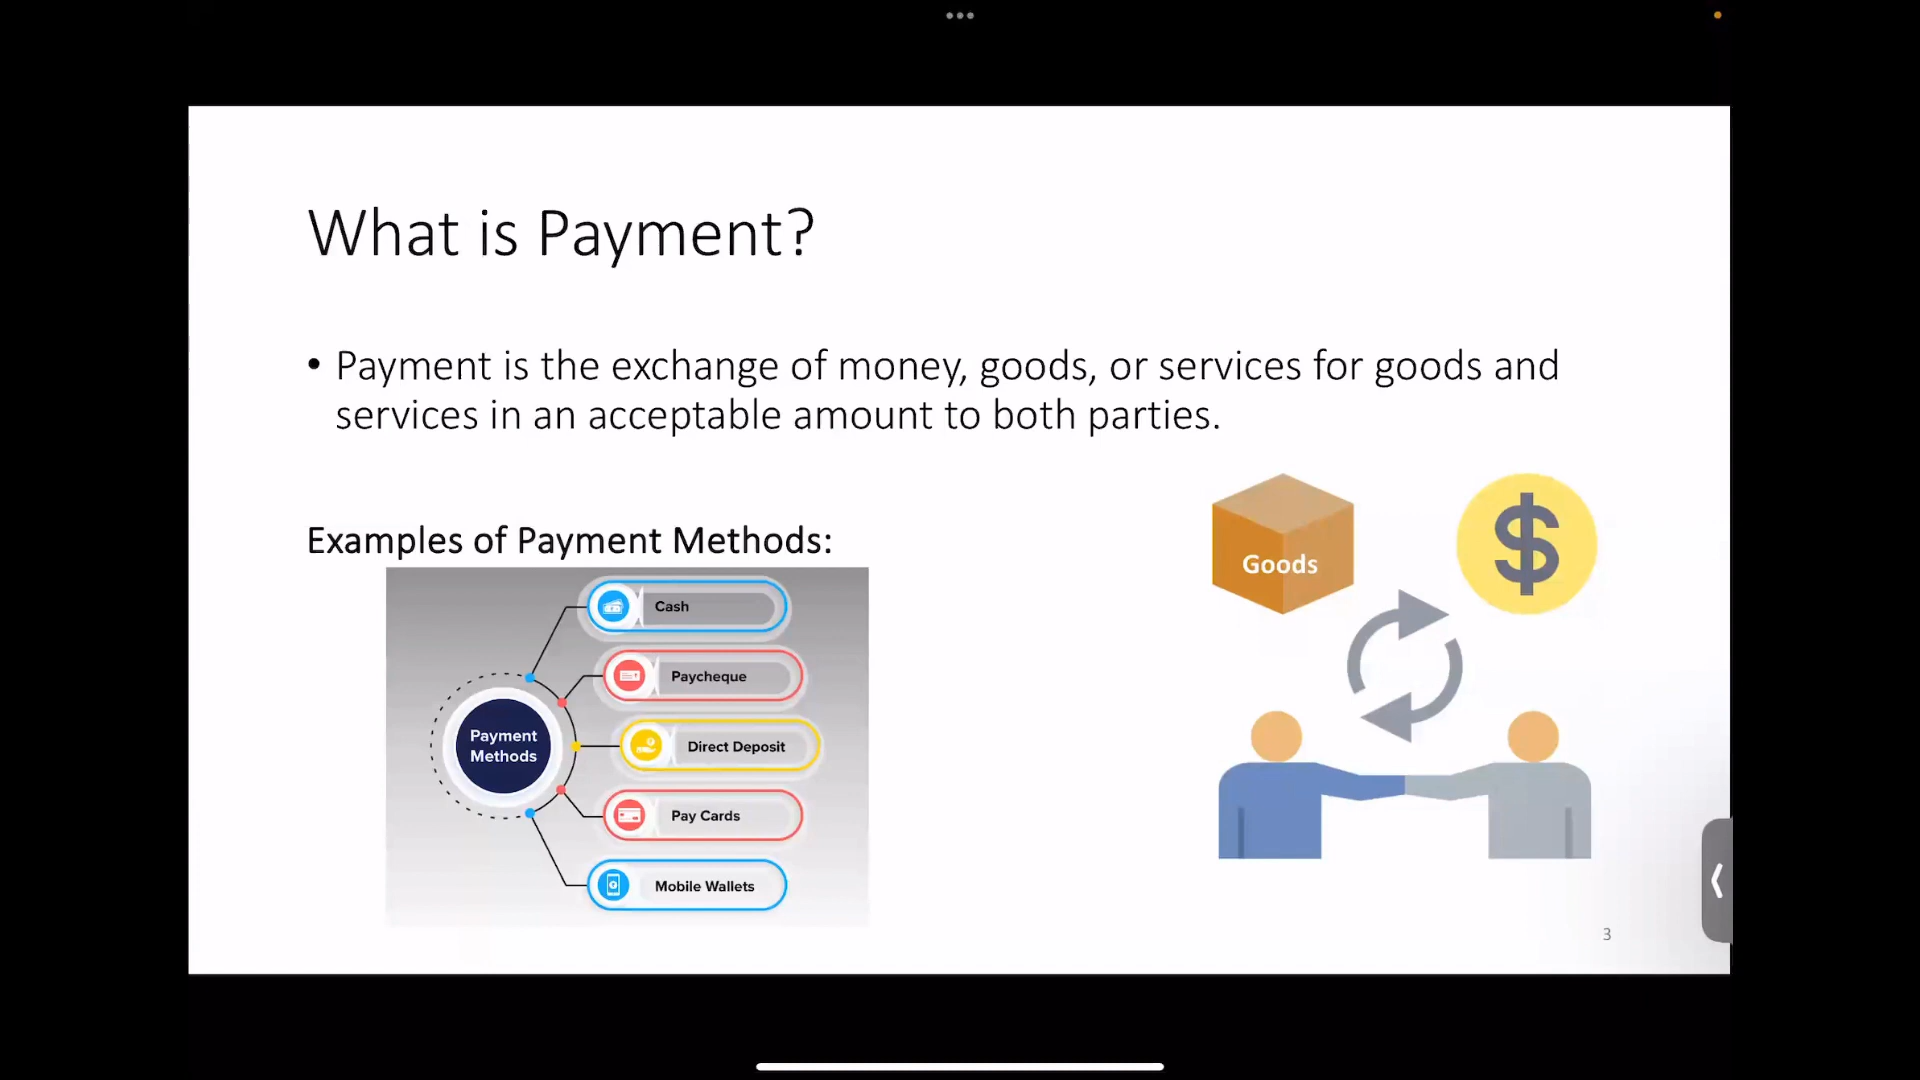 What is Payment?
• Payment is the exchange of money, goods, or services for goods and
services in an acceptable amount to both parties.
Examples of Payment Methods:
Payment
Methods
Cash
Paycheque
Direct Deposit
Pay Cards
Mobile Wallets
Goods
$
3